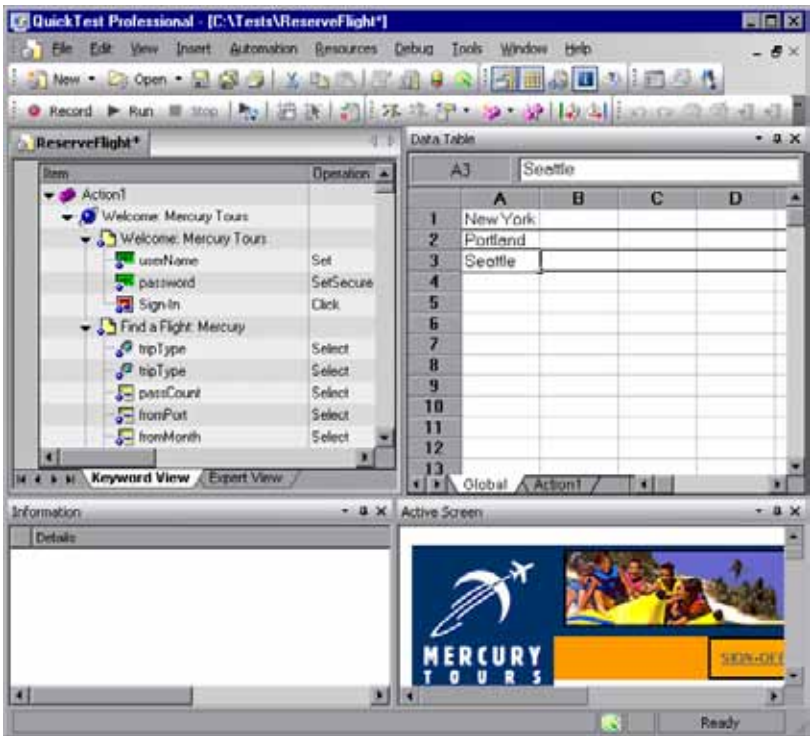 QuickTest Professional - [C:\Tests\ReserveFlight*]
File Edit View Insert Automation Resources Debug Tools Window Help
New Open
Record Run Stop
ReserveFlight*
Item Operation
Action1
Welcome: Mercury Tours
Welcome: Mercury Tours
userName Set
password SetSecure
Sign-In Click
Find a Flight: Mercury
tripType Select
tripType Select
passCount Select
fromPort Select
fromMonth Select
Keyword View Expert View
Data Table
A3 Seattle
A B C D
1 New York
2 Portland
3 Seattle
4
5
6
7
8
9
10
11
12
13
Global Action1
Information
Details
Active Screen
MERCURY
TOURS
SIGN-OFF
Ready